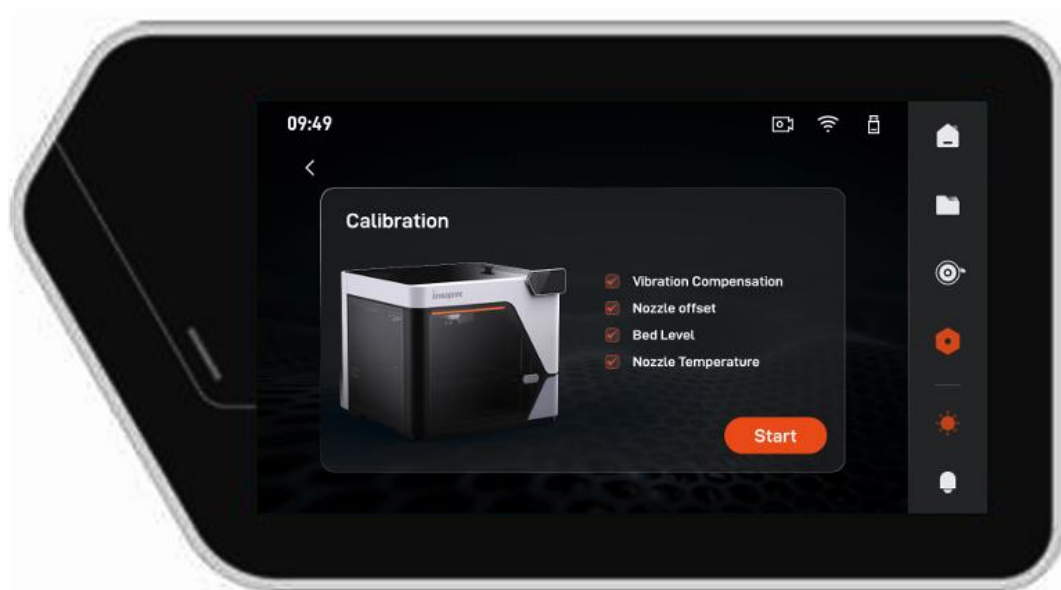 09:49
Calibration
Vibration Compensation
Nozzle offset
Bed Level
Nozzle Temperature
Start